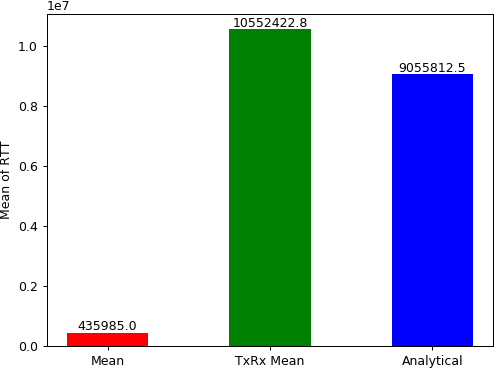 1e7
10552422.8
9055812.5
435985.0
1.0
0.8
0.6
0.4
0.2
0.0
Mean of RTT
Mean
TxRx Mean
Analytical